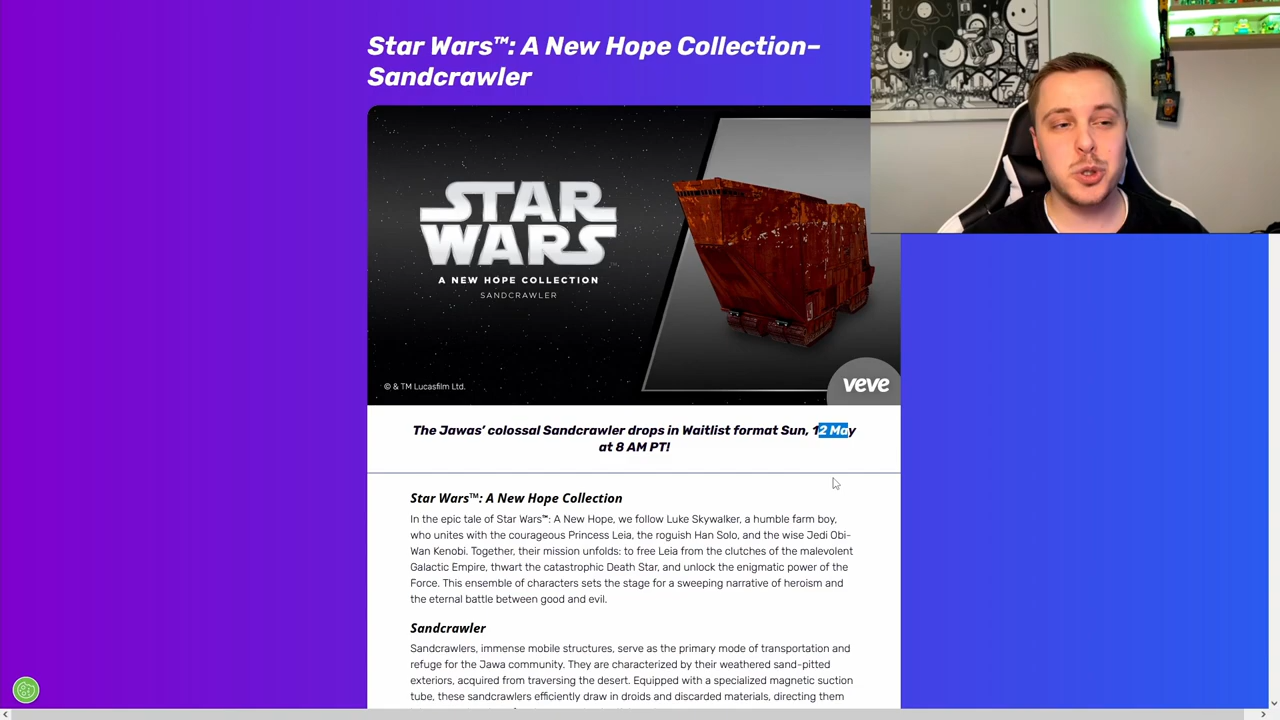 Star Wars™: A New Hope Collection–
Sandcrawler
STAR
WARS™
A NEW HOPE COLLECTION
SANDCRAWLER
© & TM Lucasfilm Ltd.
veve
The Jawas’ colossal Sandcrawler drops in Waitlist format Sun, 12 May
at 8 AM PT!
Star Wars™: A New Hope Collection
In the epic tale of Star Wars™: A New Hope, we follow Luke Skywalker, a humble farm boy,
who unites with the courageous Princess Leia, the roguish Han Solo, and the wise Jedi Obi-
Wan Kenobi. Together, their mission unfolds: to free Leia from the clutches of the malevolent
Galactic Empire, thwart the catastrophic Death Star, and unlock the enigmatic power of the
Force. This ensemble of characters sets the stage for a sweeping narrative of heroism and
the eternal battle between good and evil.
Sandcrawler
Sandcrawlers, immense mobile structures, serve as the primary mode of transportation and
refuge for the Jawa community. They are characterized by their weathered sand-pitted
exteriors, acquired from traversing the desert. Equipped with a specialized magnetic suction
tube, these sandcrawlers efficiently draw in droids and discarded materials, directing them